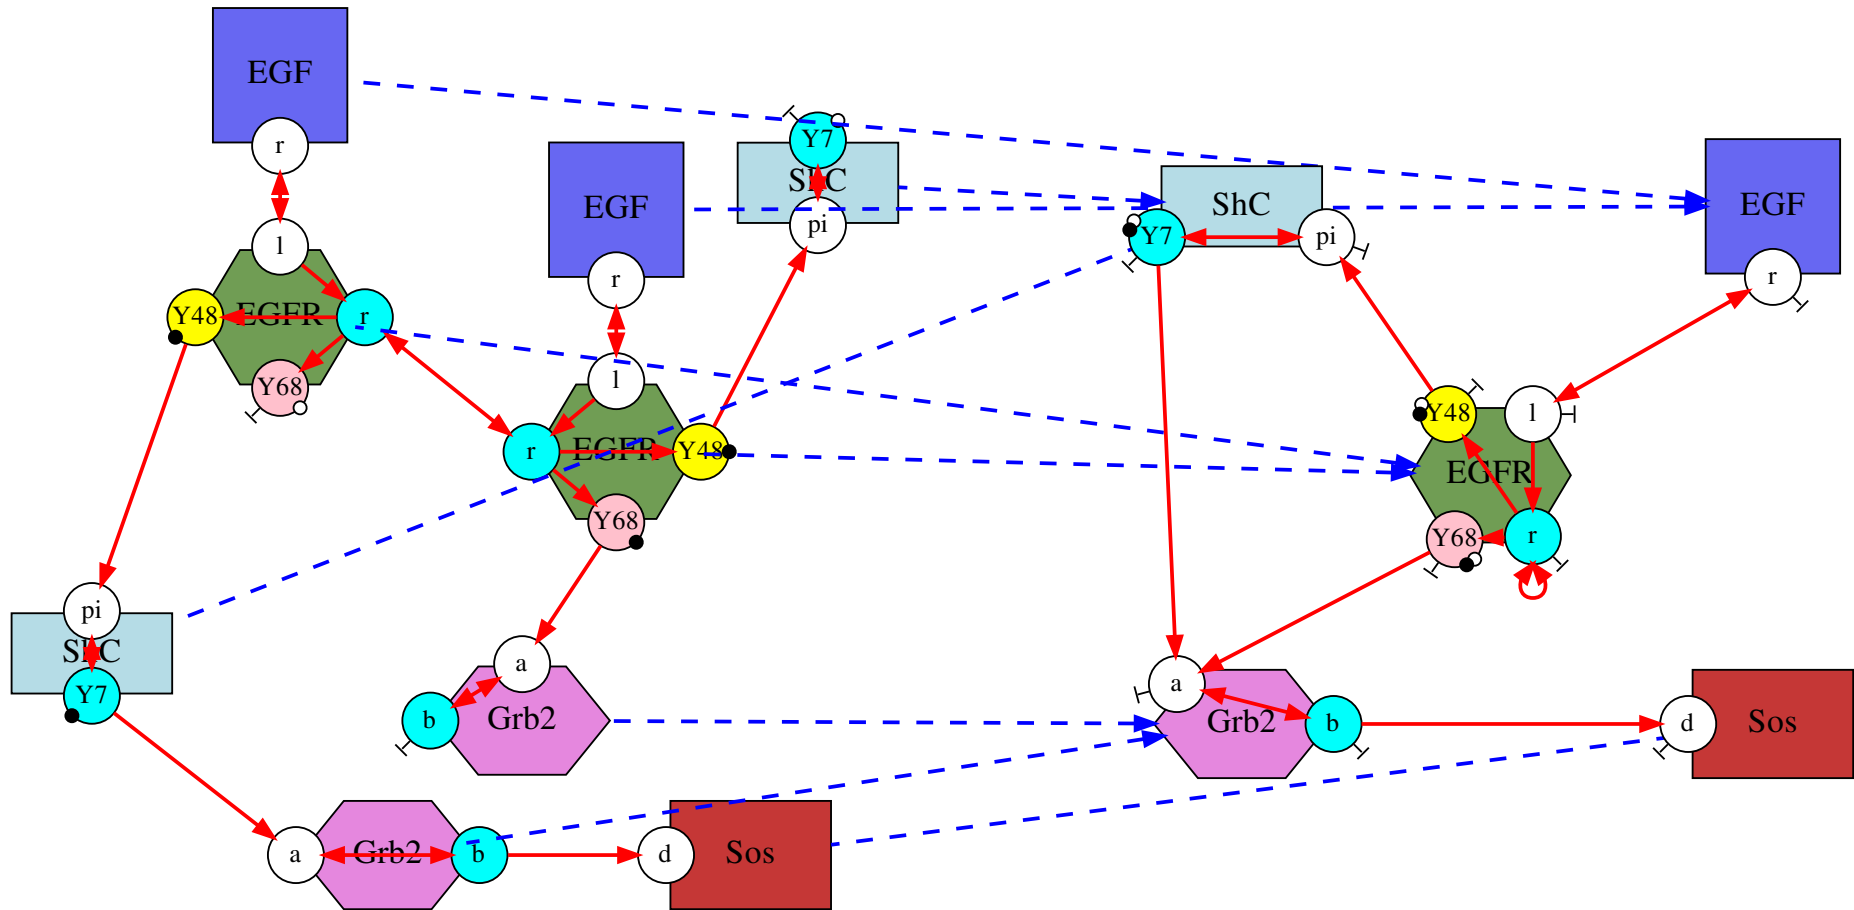 EGF
r
l
EGFR
r
Y48
Y68
EGF
r
l
EGFR
r
Y48
Y68
Y7
ShC
pi
pi
ShC
Y7
a
Grb2
b
a
Grb2
b
d
Sos
ShC
Y7
pi
EGF
r
Y48
l
EGFR
Y68
r
a
Grb2
b
d
Sos